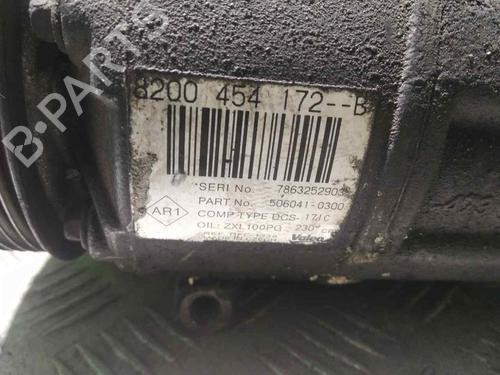 B-PARTS
8200 454 172--B
*SERI No. 7863252903
PART No. 506041-0300
AR1
COMP TYPE DCS-17IC
OIL: ZXL100PG 230
Valeo